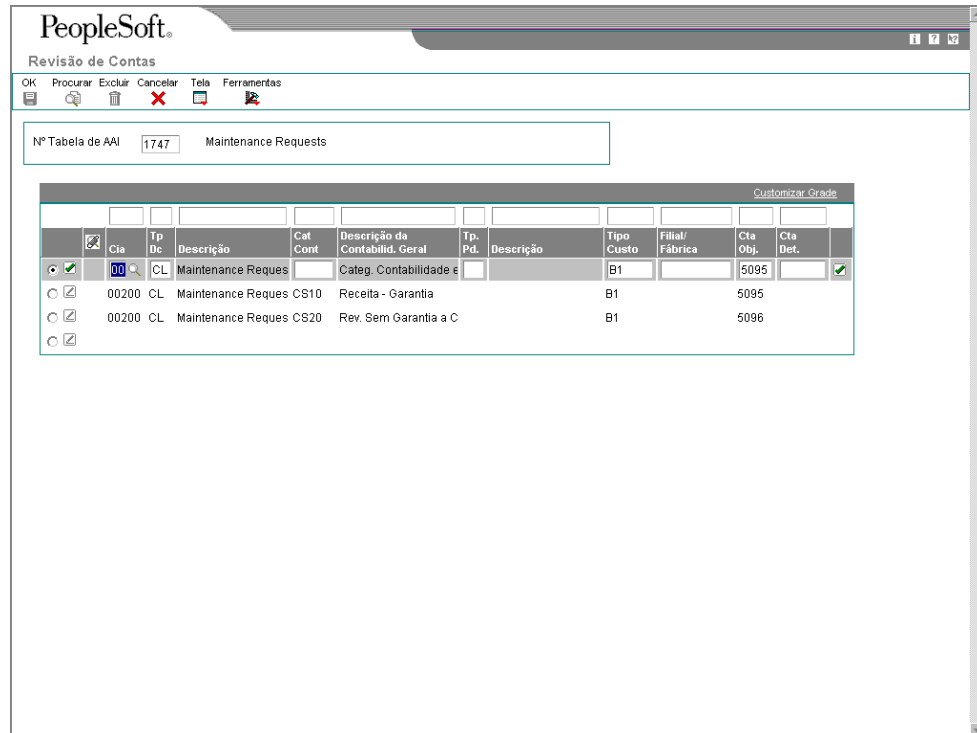 PeopleSoft®
i ? 
Revisão de Contas
OK Procurar Excluir Cancelar Tela Ferramentas
Nº Tabela de AAI 1747 Maintenance Requests
Customizar Grade
Cia Tp Dc Descrição Cat Cont Descrição da Contabilid. Geral Tp. Pd. Descrição Tipo Custo Filial/ Fábrica Cta Obj. Cta Det.
00 CL Maintenance Reques Categ. Contabilidade e B1 5095
00200 CL Maintenance Reques CS10 Receita - Garantia B1 5095
00200 CL Maintenance Reques CS20 Rev. Sem Garantia a C B1 5096